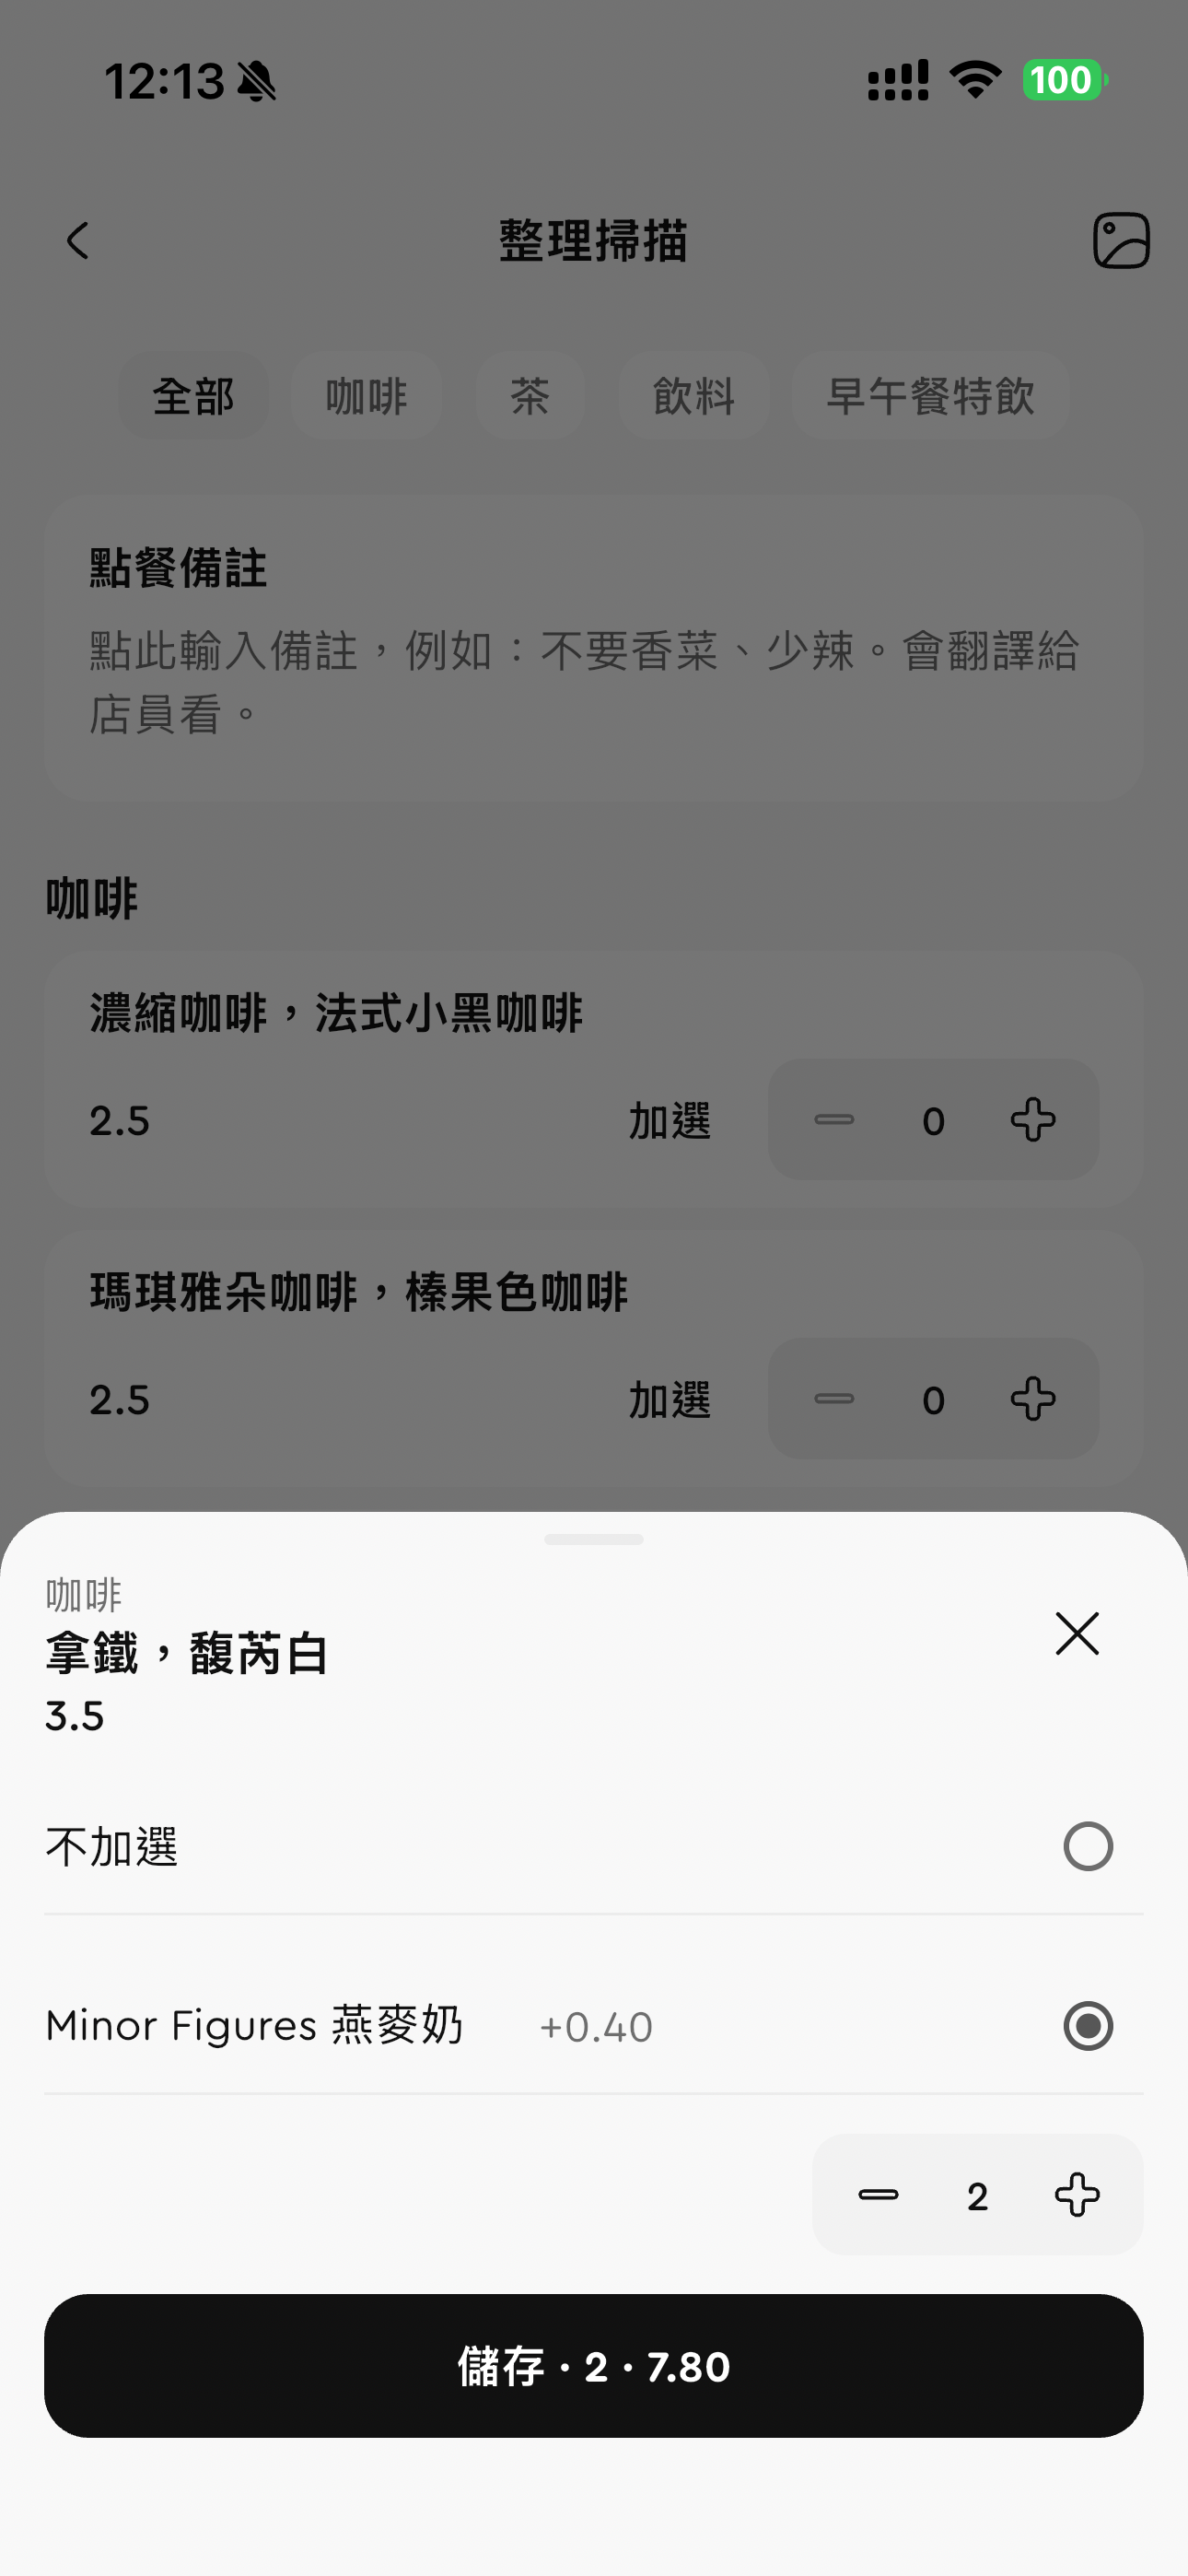 12:13
100
整理掃描
全部
咖啡
茶
飲料
早午餐特飲
點餐備註
點此輸入備註，例如：不要香菜、少辣。會翻譯給
店員看。
咖啡
濃縮咖啡，法式小黑咖啡
2.5 加選 0
瑪琪雅朵咖啡，榛果色咖啡
2.5 加選 0
咖啡
拿鐵，馥芮白
3.5
不加選
Minor Figures 燕麥奶 +0.40
2
儲存 · 2 · 7.80